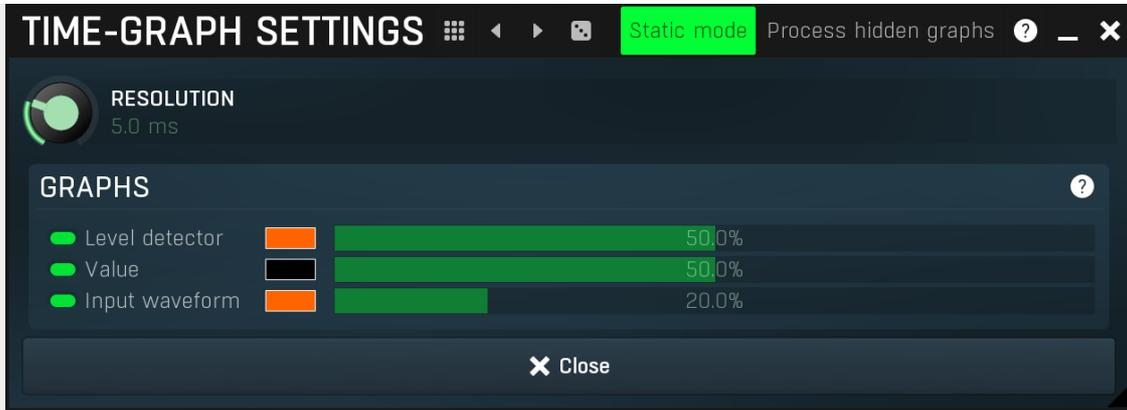 TIME-GRAPH SETTINGS Static mode Process hidden graphs ?
RESOLUTION
5.0 ms
GRAPHS ?
Level detector 50.0%
Value 50.0%
Input waveform 20.0%
Close